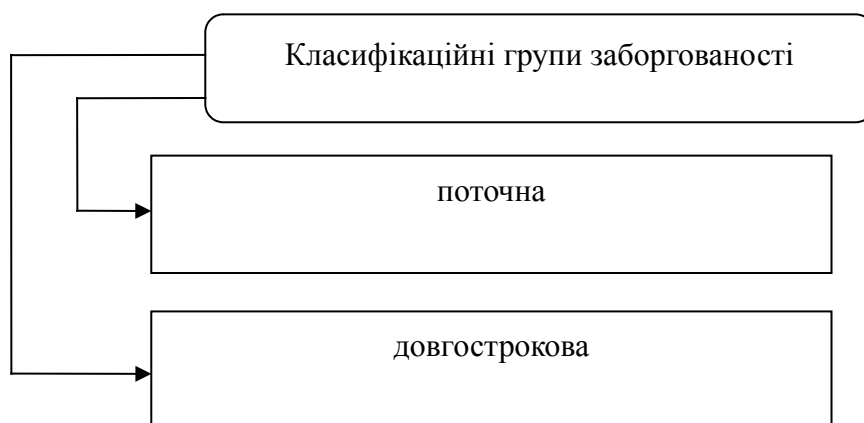 Класифікаційні групи заборгованості
поточна
довгострокова